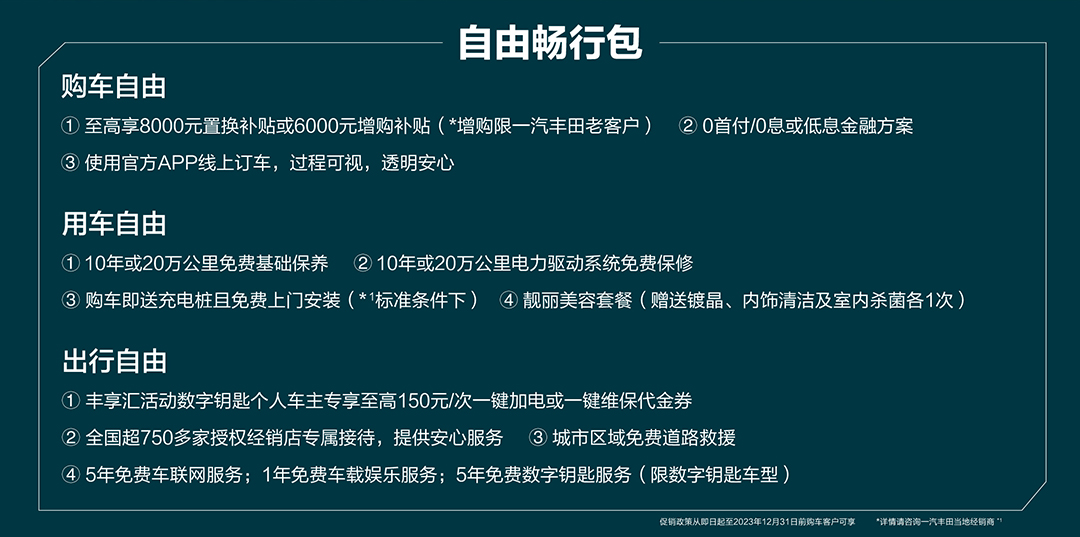 自由畅行包
购车自由
① 至高享8000元置换补贴或6000元增购补贴（*增购限一汽丰田老客户） ② 0首付/0息或低息金融方案
③ 使用官方APP线上订车，过程可视，透明安心
用车自由
① 10年或20万公里免费基础保养 ② 10年或20万公里电力驱动系统免费保修
③ 购车即送充电桩且免费上门安装（*¹标准条件下） ④ 靓丽美容套餐（赠送镀晶、内饰清洁及室内杀菌各1次）
出行自由
① 丰享汇活动数字钥匙个人车主专享至高150元/次一键加电或一键维保代金券
② 全国超750多家授权经销店专属接待，提供安心服务 ③ 城市区域免费道路救援
④ 5年免费车联网服务；1年免费车载娱乐服务；5年免费数字钥匙服务（限数字钥匙车型）
促销政策从即日起至2023年12月31日前购车客户可享 *详情请咨询一汽丰田当地经销商 *¹